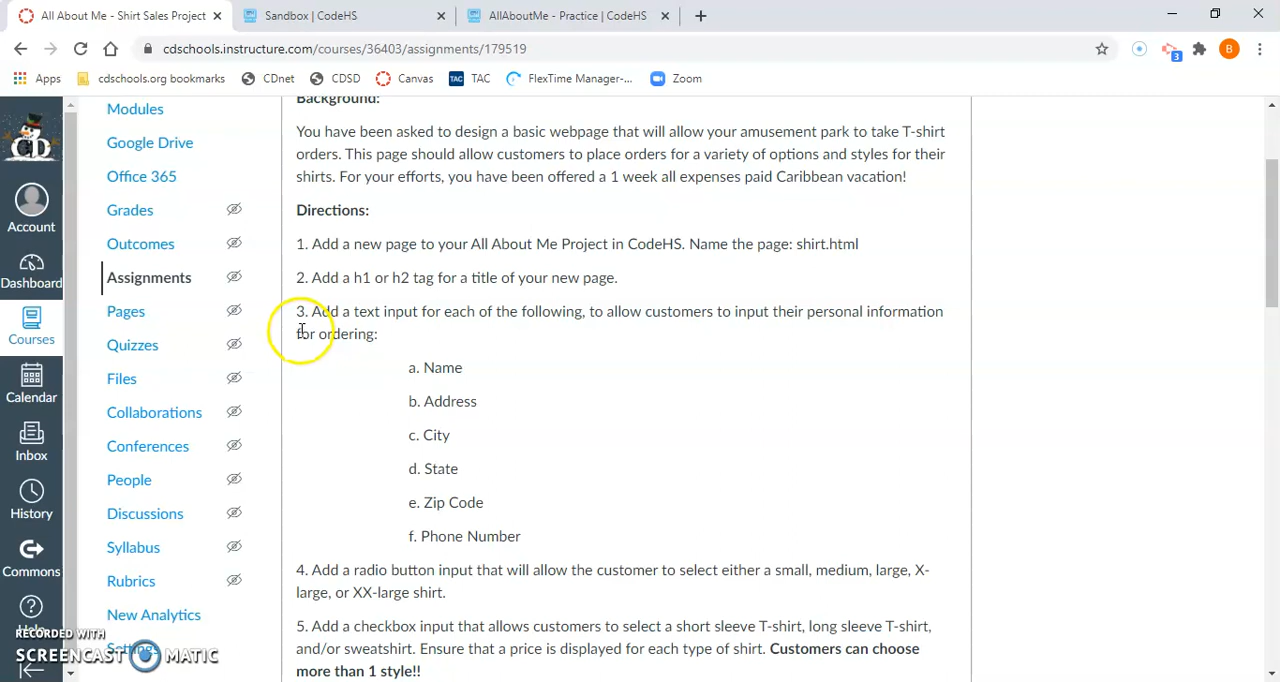 All About Me - Shirt Sales Project
Sandbox | CodeHS
AllAboutMe - Practice | CodeHS
cdschools.instructure.com/courses/36403/assignments/179519
3
B
Apps
cdschools.org bookmarks
CDnet
CDSD
Canvas
TAC
TAC
FlexTime Manager-...
Zoom
CD
Account
Dashboard
Courses
Calendar
Inbox
History
Commons
Help
Modules
Google Drive
Office 365
Grades
Outcomes
Assignments
Pages
Quizzes
Files
Collaborations
Conferences
People
Discussions
Syllabus
Rubrics
New Analytics
Settings
Background:
You have been asked to design a basic webpage that will allow your amusement park to take T-shirt
orders. This page should allow customers to place orders for a variety of options and styles for their
shirts. For your efforts, you have been offered a 1 week all expenses paid Caribbean vacation!
Directions:
1. Add a new page to your All About Me Project in CodeHS. Name the page: shirt.html
2. Add a h1 or h2 tag for a title of your new page.
3. Add a text input for each of the following, to allow customers to input their personal information
for ordering:
a. Name
b. Address
c. City
d. State
e. Zip Code
f. Phone Number
4. Add a radio button input that will allow the customer to select either a small, medium, large, X-
large, or XX-large shirt.
5. Add a checkbox input that allows customers to select a short sleeve T-shirt, long sleeve T-shirt,
and/or sweatshirt. Ensure that a price is displayed for each type of shirt. Customers can choose
more than 1 style!!
RECORDED WITH
SCREENCAST MATIC